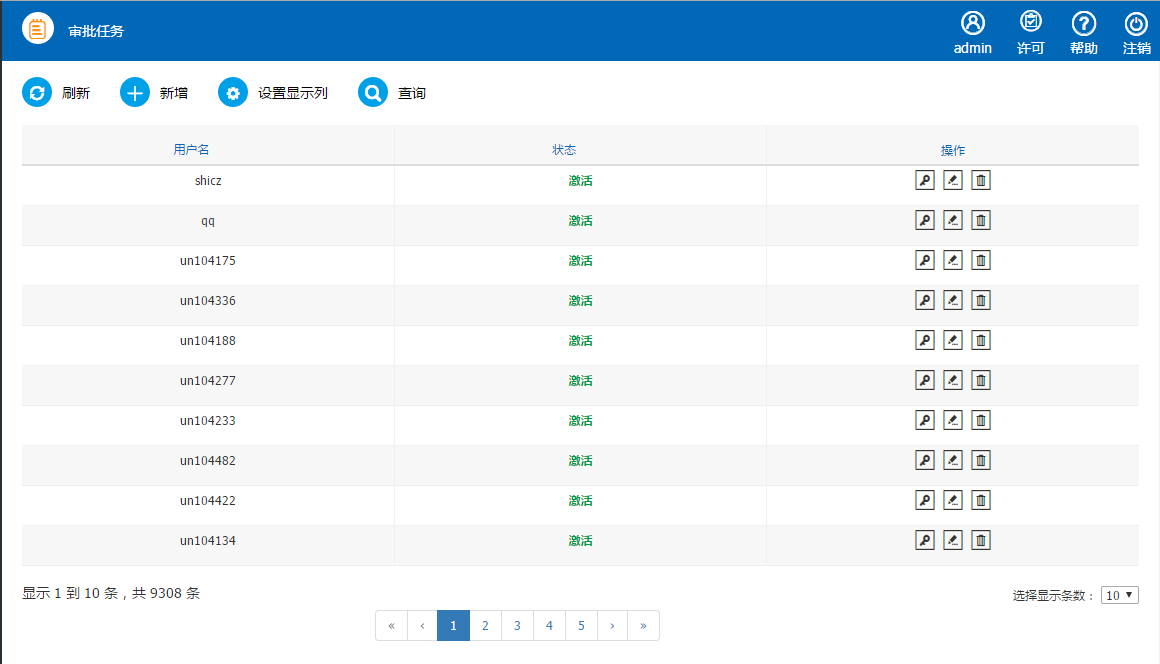 审批任务
admin 许可 帮助 注销
刷新 新增 设置显示列 查询
用户名 状态 操作
shicz 激活
qq 激活
un104175 激活
un104336 激活
un104188 激活
un104277 激活
un104233 激活
un104482 激活
un104422 激活
un104134 激活
显示 1 到 10 条，共 9308 条 选择显示条数： 10
« ‹ 1 2 3 4 5 › »